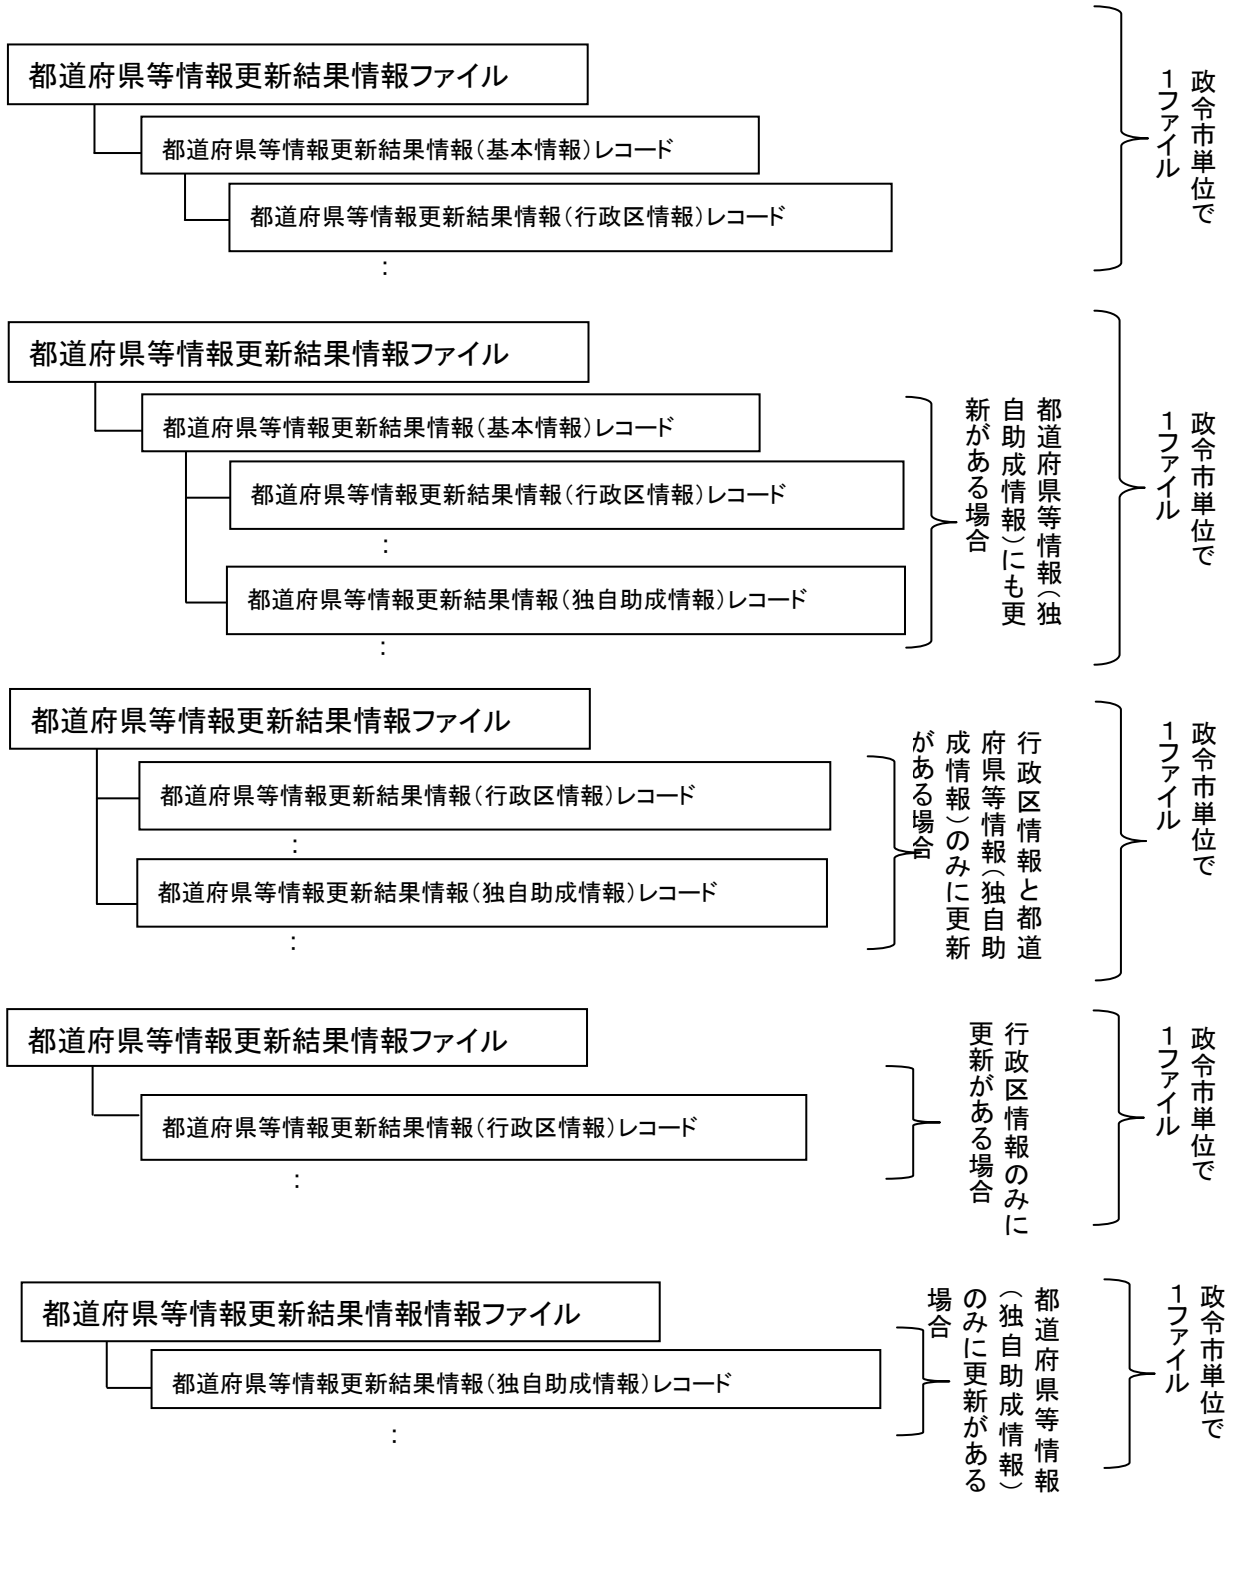 都道府県等情報更新結果情報ファイル
都道府県等情報更新結果情報(基本情報)レコード
都道府県等情報更新結果情報(行政区情報)レコード
:
政令市単位で
1ファイル
都道府県等情報更新結果情報ファイル
都道府県等情報更新結果情報(基本情報)レコード
都道府県等情報更新結果情報(行政区情報)レコード
:
都道府県等情報更新結果情報(独自助成情報)レコード
:
都道府県等情報(独
自助成情報)にも更
新がある場合
政令市単位で
1ファイル
都道府県等情報更新結果情報ファイル
都道府県等情報更新結果情報(行政区情報)レコード
:
都道府県等情報更新結果情報(独自助成情報)レコード
:
行政区情報と都道
府県等情報(独自助
成情報)のみに更新
がある場合
政令市単位で
1ファイル
都道府県等情報更新結果情報ファイル
都道府県等情報更新結果情報(行政区情報)レコード
:
行政区情報のみに
更新がある場合
政令市単位で
1ファイル
都道府県等情報更新結果情報情報ファイル
都道府県等情報更新結果情報(独自助成情報)レコード
:
都道府県等情報
(独自助成情報)
のみに更新がある
場合
政令市単位で
1ファイル